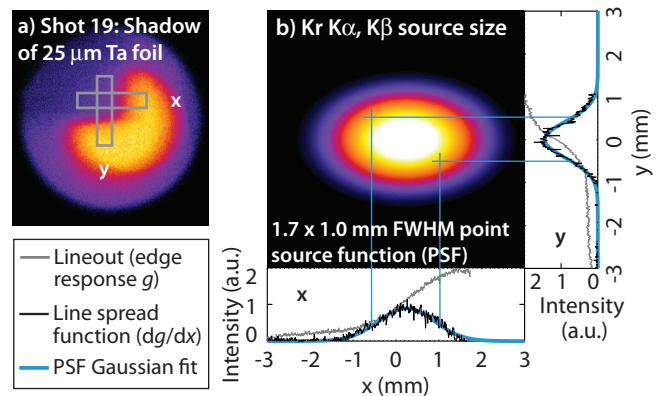 a) Shot 19: Shadow
of 25 μm Ta foil
x
y
Lineout (edge
response g)
Line spread
function (dg/dx)
PSF Gaussian fit
b) Kr Kα, Kβ source size
1.7 x 1.0 mm FWHM point
source function (PSF)
3
2
1
0
-1
-2
-3
y (mm)
y
2 1 0
Intensity
(a.u.)
Intensity
(a.u.)
2
1
0
x
-3 -2 -1 0 1 2 3
x (mm)